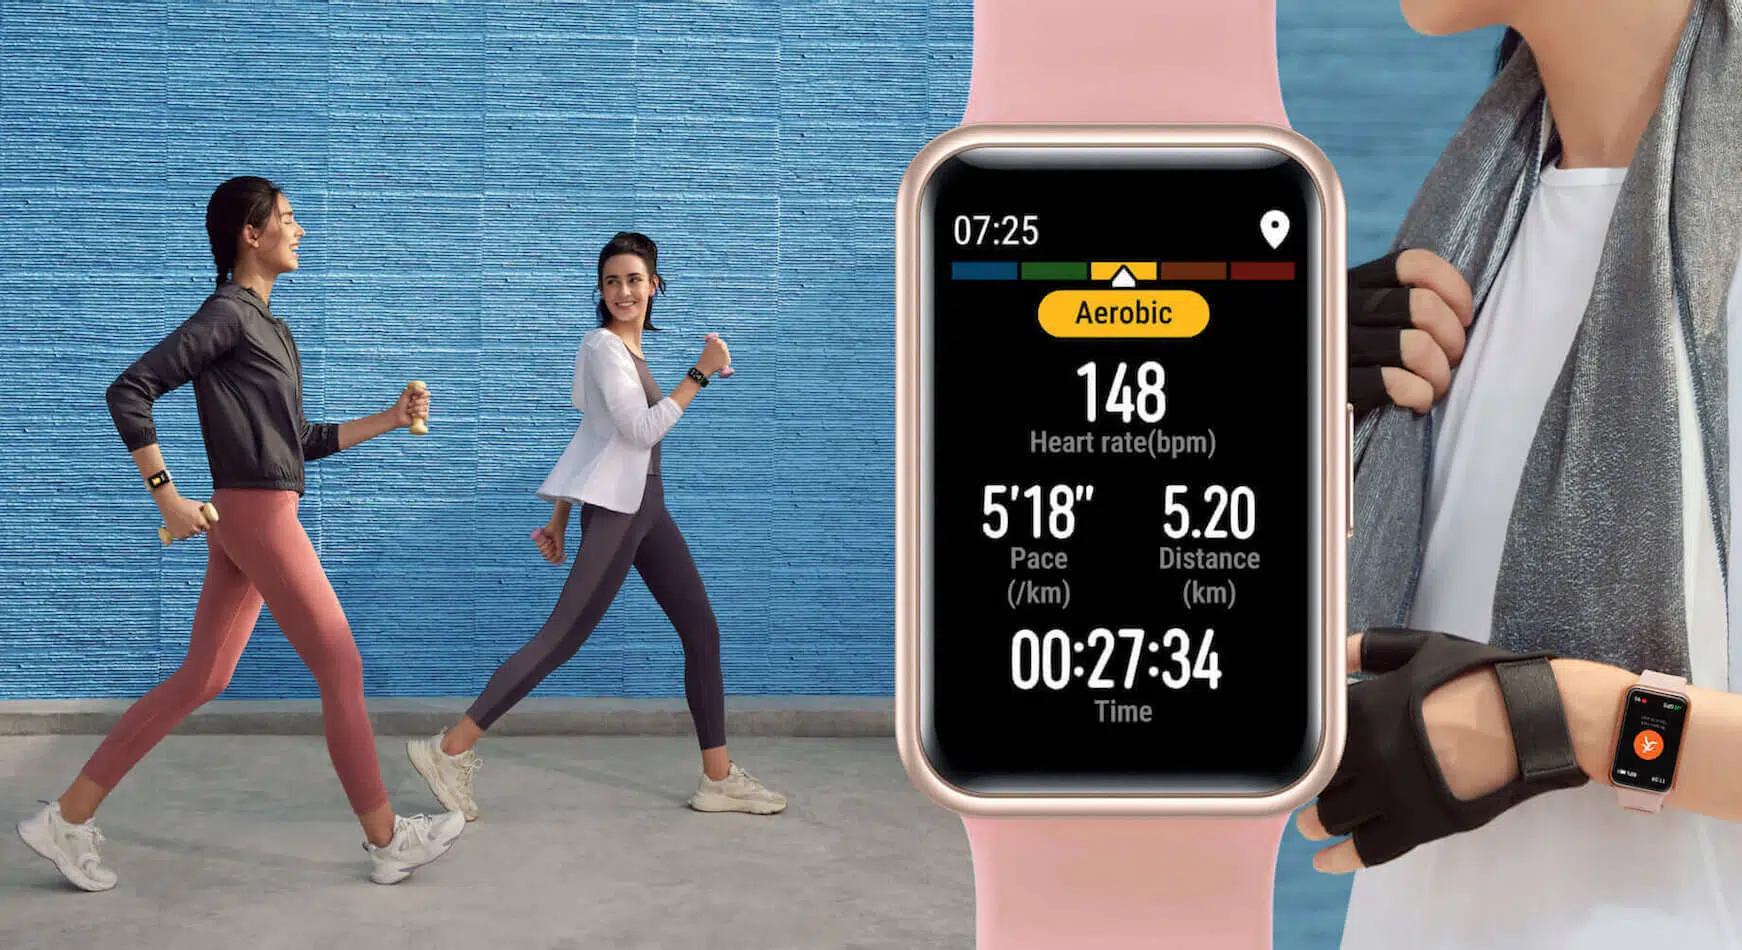 07:25
Aerobic
148
Heart rate(bpm)
5'18" 5.20
Pace Distance
(/km) (km)
00:27:34
Time